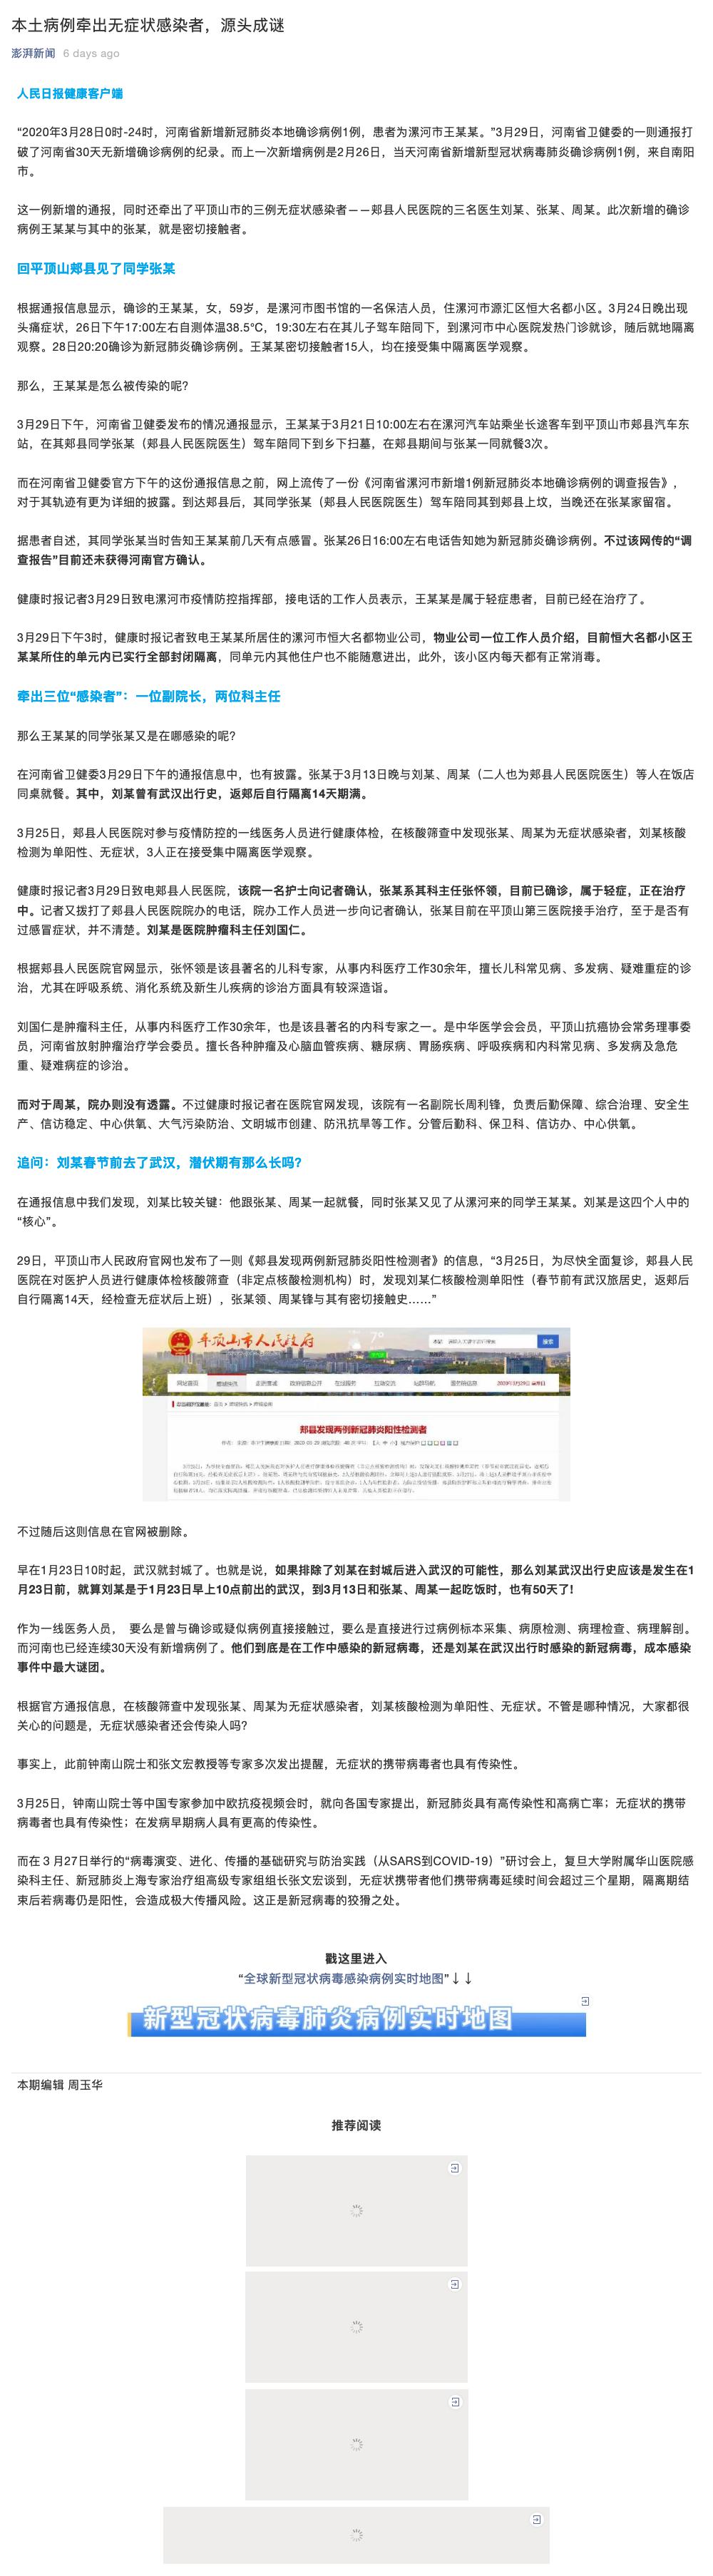 本土病例牵出无症状感染者，源头成谜
澎湃新闻 6 days ago
人民日报健康客户端
“2020年3月28日0时-24时，河南省新增新冠肺炎本地确诊病例1例，患者为漯河市王某某。”3月29日，河南省卫健委的一则通报打
破了河南省30天无新增确诊病例的纪录。而上一次新增病例是2月26日，当天河南省新增新型冠状病毒肺炎确诊病例1例，来自南阳
市。
这一例新增的通报，同时还牵出了平顶山市的三例无症状感染者——郏县人民医院的三名医生刘某、张某、周某。此次新增的确诊
病例王某某与其中的张某，就是密切接触者。
回平顶山郏县见了同学张某
根据通报信息显示，确诊的王某某，女，59岁，是漯河市图书馆的一名保洁人员，住漯河市源汇区恒大名都小区。3月24日晚出现
头痛症状，26日下午17:00左右自测体温38.5℃，19:30左右在其儿子驾车陪同下，到漯河市中心医院发热门诊就诊，随后就地隔离
观察。28日20:20确诊为新冠肺炎确诊病例。王某某密切接触者15人，均在接受集中隔离医学观察。
那么，王某某是怎么被传染的呢?
3月29日下午，河南省卫健委发布的情况通报显示，王某某于3月21日10:00左右在漯河汽车站乘坐长途客车到平顶山市郏县汽车东
站，在其郏县同学张某（郏县人民医院医生）驾车陪同下到乡下扫墓，在郏县期间与张某一同就餐3次。
而在河南省卫健委官方下午的这份通报信息之前，网上流传了一份《河南省漯河市新增1例新冠肺炎本地确诊病例的调查报告》，
对于其轨迹有更为详细的披露。到达郏县后，其同学张某（郏县人民医院医生）驾车陪同其到郏县上坟，当晚还在张某家留宿。
据患者自述，其同学张某当时告知王某某前几天有点感冒。张某26日16:00左右电话告知她为新冠肺炎确诊病例。不过该网传的“调
查报告”目前还未获得河南官方确认。
健康时报记者3月29日致电漯河市疫情防控指挥部，接电话的工作人员表示，王某某是属于轻症患者，目前已经在治疗了。
3月29日下午3时，健康时报记者致电王某某所居住的漯河市恒大名都物业公司，物业公司一位工作人员介绍，目前恒大名都小区王
某某所住的单元内已实行全部封闭隔离，同单元内其他住户也不能随意进出，此外，该小区内每天都有正常消毒。
牵出三位“感染者”：一位副院长，两位科主任
那么王某某的同学张某又是在哪感染的呢?
在河南省卫健委3月29日下午的通报信息中，也有披露。张某于3月13日晚与刘某、周某（二人也为郏县人民医院医生）等人在饭店
同桌就餐。其中，刘某曾有武汉出行史，返郏后自行隔离14天期满。
3月25日，郏县人民医院对参与疫情防控的一线医务人员进行健康体检，在核酸筛查中发现张某、周某为无症状感染者，刘某核酸
检测为单阳性、无症状，3人正在接受集中隔离医学观察。
健康时报记者3月29日致电郏县人民医院，该院一名护士向记者确认，张某系其科主任张怀领，目前已确诊，属于轻症，正在治疗
中。记者又拨打了郏县人民医院院办的电话，院办工作人员进一步向记者确认，张某目前在平顶山第三医院接手治疗，至于是否有
过感冒症状，并不清楚。刘某是医院肿瘤科主任刘国仁。
根据郏县人民医院官网显示，张怀领是该县著名的儿科专家，从事内科医疗工作30余年，擅长儿科常见病、多发病、疑难重症的诊
治，尤其在呼吸系统、消化系统及新生儿疾病的诊治方面具有较深造诣。
刘国仁是肿瘤科主任，从事内科医疗工作30余年，也是该县著名的内科专家之一。是中华医学会会员，平顶山抗癌协会常务理事委
员，河南省放射肿瘤治疗学会委员。擅长各种肿瘤及心脑血管疾病、糖尿病、胃肠疾病、呼吸疾病和内科常见病、多发病及急危
重、疑难病症的诊治。
而对于周某，院办则没有透露。不过健康时报记者在医院官网发现，该院有一名副院长周利锋，负责后勤保障、综合治理、安全生
产、信访稳定、中心供氧、大气污染防治、文明城市创建、防汛抗旱等工作。分管后勤科、保卫科、信访办、中心供氧。
追问：刘某春节前去了武汉，潜伏期有那么长吗?
在通报信息中我们发现，刘某比较关键：他跟张某、周某一起就餐，同时张某又见了从漯河来的同学王某某。刘某是这四个人中的
“核心”。
29日，平顶山市人民政府官网也发布了一则《郏县发现两例新冠肺炎阳性检测者》的信息，“3月25日，为尽快全面复诊，郏县人民
医院在对医护人员进行健康体检核酸筛查（非定点核酸检测机构）时，发现刘某仁核酸检测单阳性（春节前有武汉旅居史，返郏后
自行隔离14天，经检查无症状后上班），张某领、周某锋与其有密切接触史……”
平顶山市人民政府
7°
搜索
郏县发现两例新冠肺炎阳性检测者
不过随后这则信息在官网被删除。
早在1月23日10时起，武汉就封城了。也就是说，如果排除了刘某在封城后进入武汉的可能性，那么刘某武汉出行史应该是发生在1
月23日前，就算刘某是于1月23日早上10点前出的武汉，到3月13日和张某、周某一起吃饭时，也有50天了!
作为一线医务人员， 要么是曾与确诊或疑似病例直接接触过，要么是直接进行过病例标本采集、病原检测、病理检查、病理解剖。
而河南也已经连续30天没有新增病例了。他们到底是在工作中感染的新冠病毒，还是刘某在武汉出行时感染的新冠病毒，成本感染
事件中最大谜团。
根据官方通报信息，在核酸筛查中发现张某、周某为无症状感染者，刘某核酸检测为单阳性、无症状。不管是哪种情况，大家都很
关心的问题是，无症状感染者还会传染人吗?
事实上，此前钟南山院士和张文宏教授等专家多次发出提醒，无症状的携带病毒者也具有传染性。
3月25日，钟南山院士等中国专家参加中欧抗疫视频会时，就向各国专家提出，新冠肺炎具有高传染性和高病亡率；无症状的携带
病毒者也具有传染性；在发病早期病人具有更高的传染性。
而在３月27日举行的“病毒演变、进化、传播的基础研究与防治实践（从SARS到COVID-19）”研讨会上，复旦大学附属华山医院感
染科主任、新冠肺炎上海专家治疗组高级专家组组长张文宏谈到，无症状携带者他们携带病毒延续时间会超过三个星期，隔离期结
束后若病毒仍是阳性，会造成极大传播风险。这正是新冠病毒的狡猾之处。
戳这里进入
“全球新型冠状病毒感染病例实时地图”↓↓
新型冠状病毒肺炎病例实时地图
本期编辑 周玉华
推荐阅读